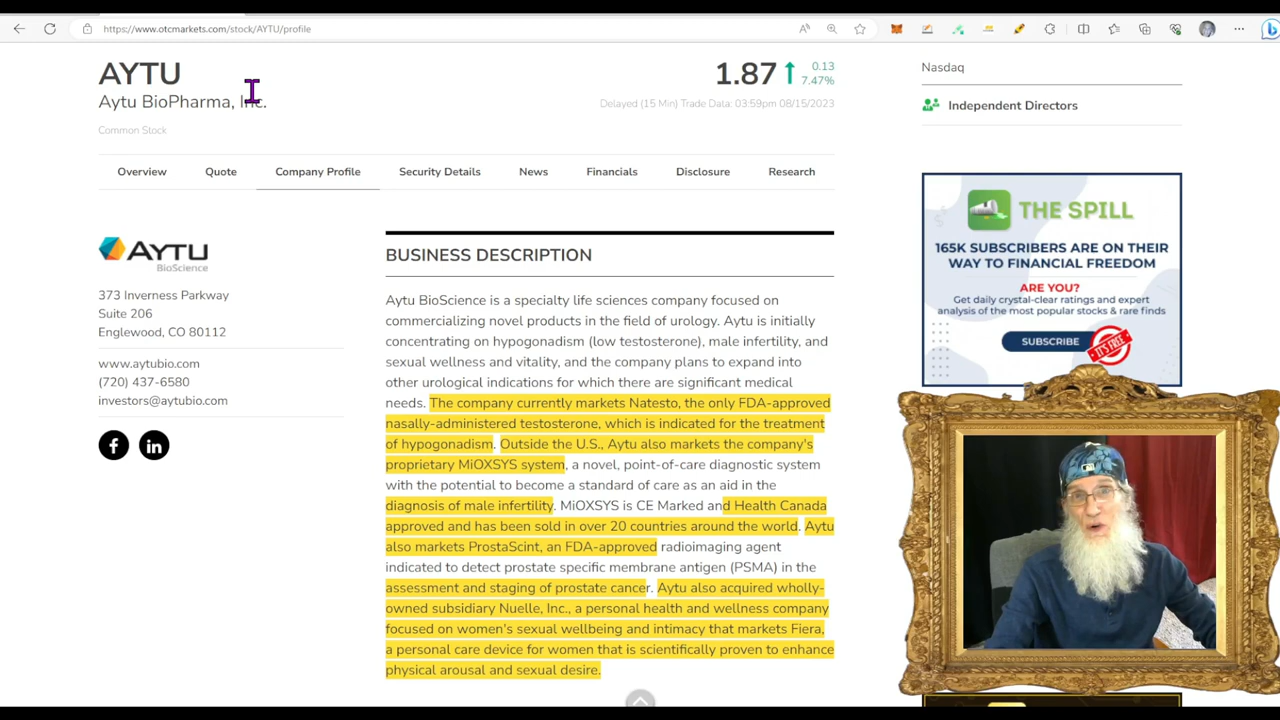 https://www.otcmarkets.com/stock/AYTU/profile
AYTU
Aytu BioPharma, Inc.
Common Stock
1.87
0.13
7.47%
Delayed (15 Min) Trade Data: 03:59pm 08/15/2023
Overview
Quote
Company Profile
Security Details
News
Financials
Disclosure
Research
AYTU
BioScience
373 Inverness Parkway
Suite 206
Englewood, CO 80112
www.aytubio.com
(720) 437-6580
investors@aytubio.com
f
in
BUSINESS DESCRIPTION
Aytu BioScience is a specialty life sciences company focused on
commercializing novel products in the field of urology. Aytu is initially
concentrating on hypogonadism (low testosterone), male infertility, and
sexual wellness and vitality, and the company plans to expand into
other urological indications for which there are significant medical
needs. The company currently markets Natesto, the only FDA-approved
nasally-administered testosterone, which is indicated for the treatment
of hypogonadism. Outside the U.S., Aytu also markets the company's
proprietary MiOXSYS system, a novel, point-of-care diagnostic system
with the potential to become a standard of care as an aid in the
diagnosis of male infertility. MiOXSYS is CE Marked and Health Canada
approved and has been sold in over 20 countries around the world. Aytu
also markets ProstaScint, an FDA-approved radioimaging agent
indicated to detect prostate specific membrane antigen (PSMA) in the
assessment and staging of prostate cancer. Aytu also acquired wholly-
owned subsidiary Nuelle, Inc., a personal health and wellness company
focused on women's sexual wellbeing and intimacy that markets Fiera,
a personal care device for women that is scientifically proven to enhance
physical arousal and sexual desire.
Nasdaq
Independent Directors
THE SPILL
165K SUBSCRIBERS ARE ON THEIR
WAY TO FINANCIAL FREEDOM
ARE YOU?
Get daily crystal-clear ratings and expert
analysis of the most popular stocks & rare finds
SUBSCRIBE
IT'S FREE